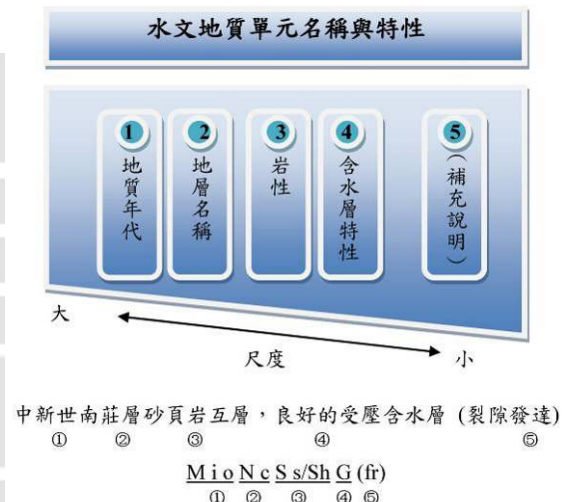 水文地質單元名稱與特性
1 地質年代
2 地層名稱
3 岩性
4 含水層特性
5 （補充說明）
大
尺度
小
中新世南莊層砂頁岩互層，良好的受壓含水層 (裂隙發達)
① ② ③ ④ ⑤
M i o N c S s/Sh G (fr)
① ② ③ ④ ⑤